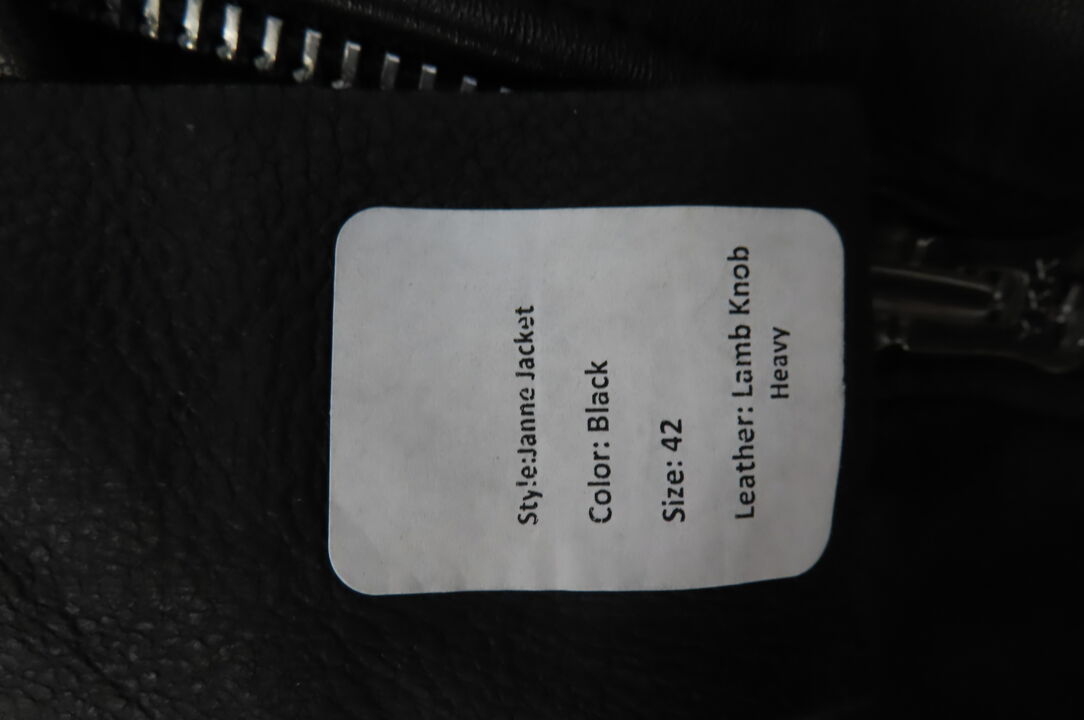 Style:Janne Jacket
Color: Black
Size: 42
Leather: Lamb Knob
Heavy